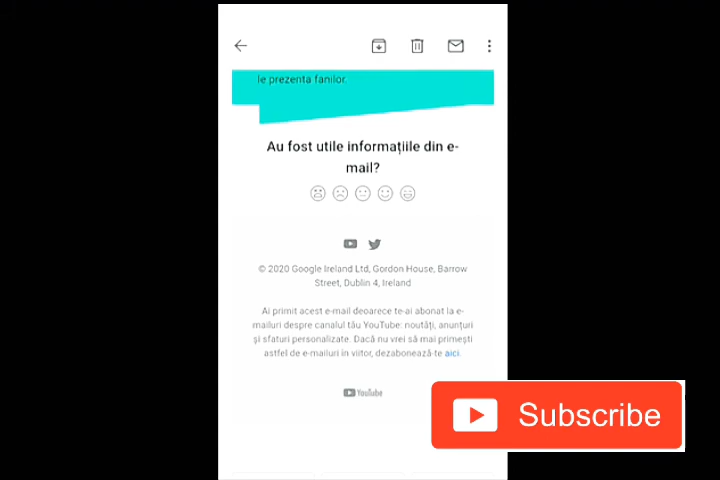 le prezenta fanilor.
Au fost utile informațiile din e-
mail?
© 2020 Google Ireland Ltd, Gordon House, Barrow
Street, Dublin 4, Ireland
Ai primit acest e-mail deoarece te-ai abonat la e-
mailuri despre canalul tău YouTube: noutăți, anunțuri
și sfaturi personalizate. Dacă nu vrei să mai primești
astfel de e-mailuri în viitor, dezabonează-te aici.
YouTube
Subscribe